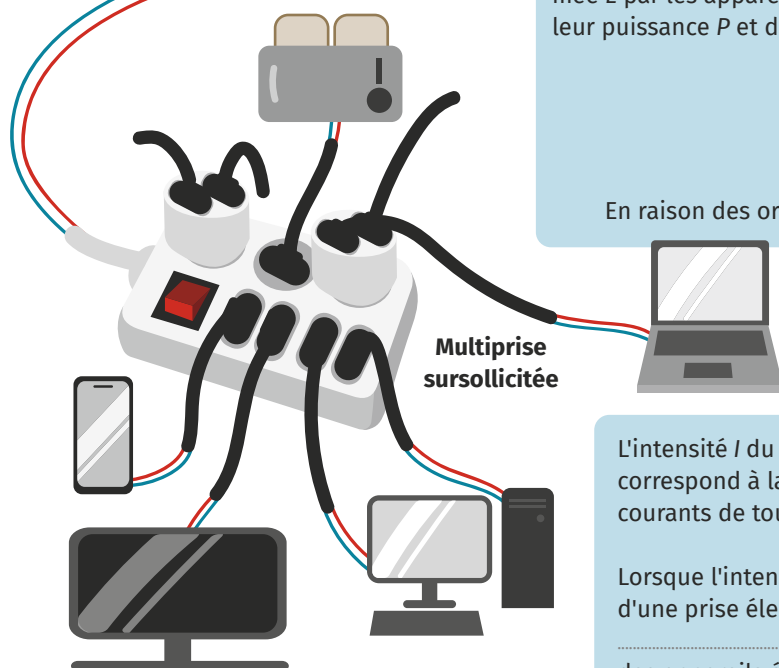 leur puissance P et d
En raison des or
Multiprise
sursollicitée
L'intensité I du
correspond à la
courants de tou
Lorsque l'inten
d'une prise éle